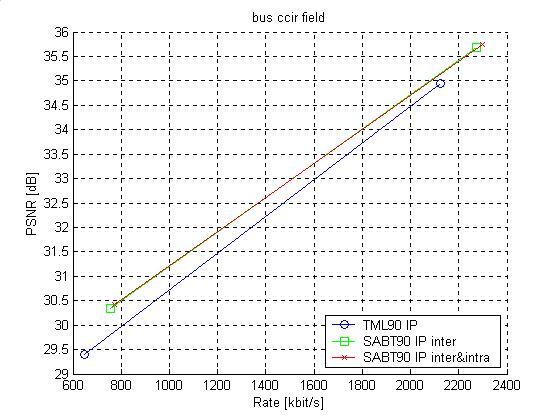 bus ccir field
36
35.5
35
34.5
34
33.5
33
32.5
32
31.5
31
30.5
30
29.5
29
PSNR [dB]
TML90 IP
SABT90 IP inter
SABT90 IP inter&intra
600 800 1000 1200 1400 1600 1800 2000 2200 2400
Rate [kbit/s]